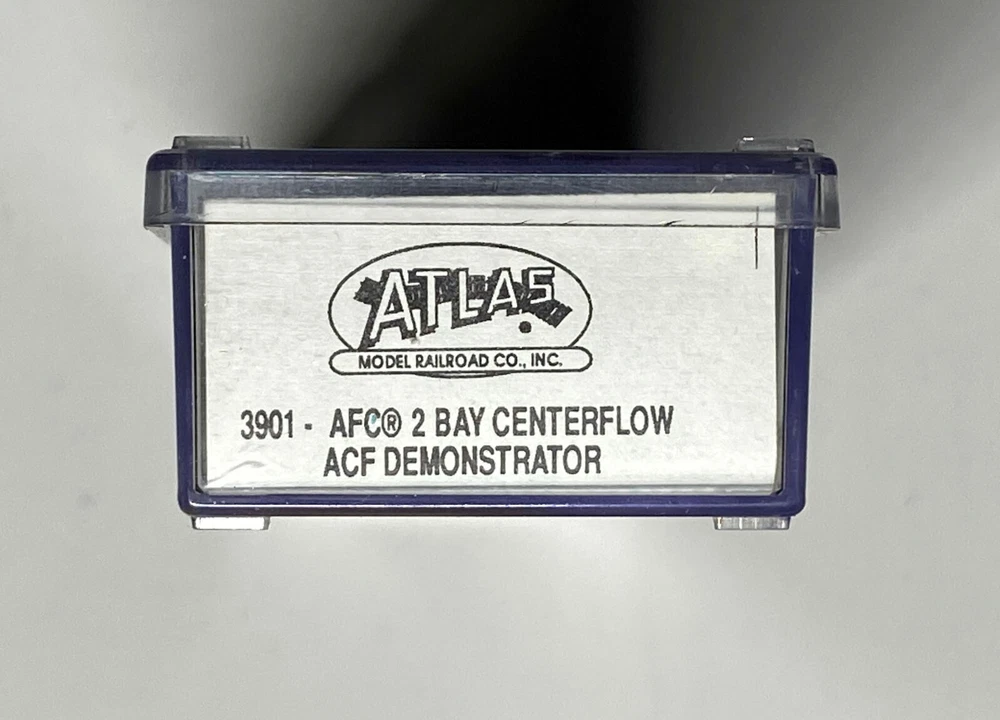 ATLAS
MODEL RAILROAD CO., INC.
3901 - AFC® 2 BAY CENTERFLOW
ACF DEMONSTRATOR